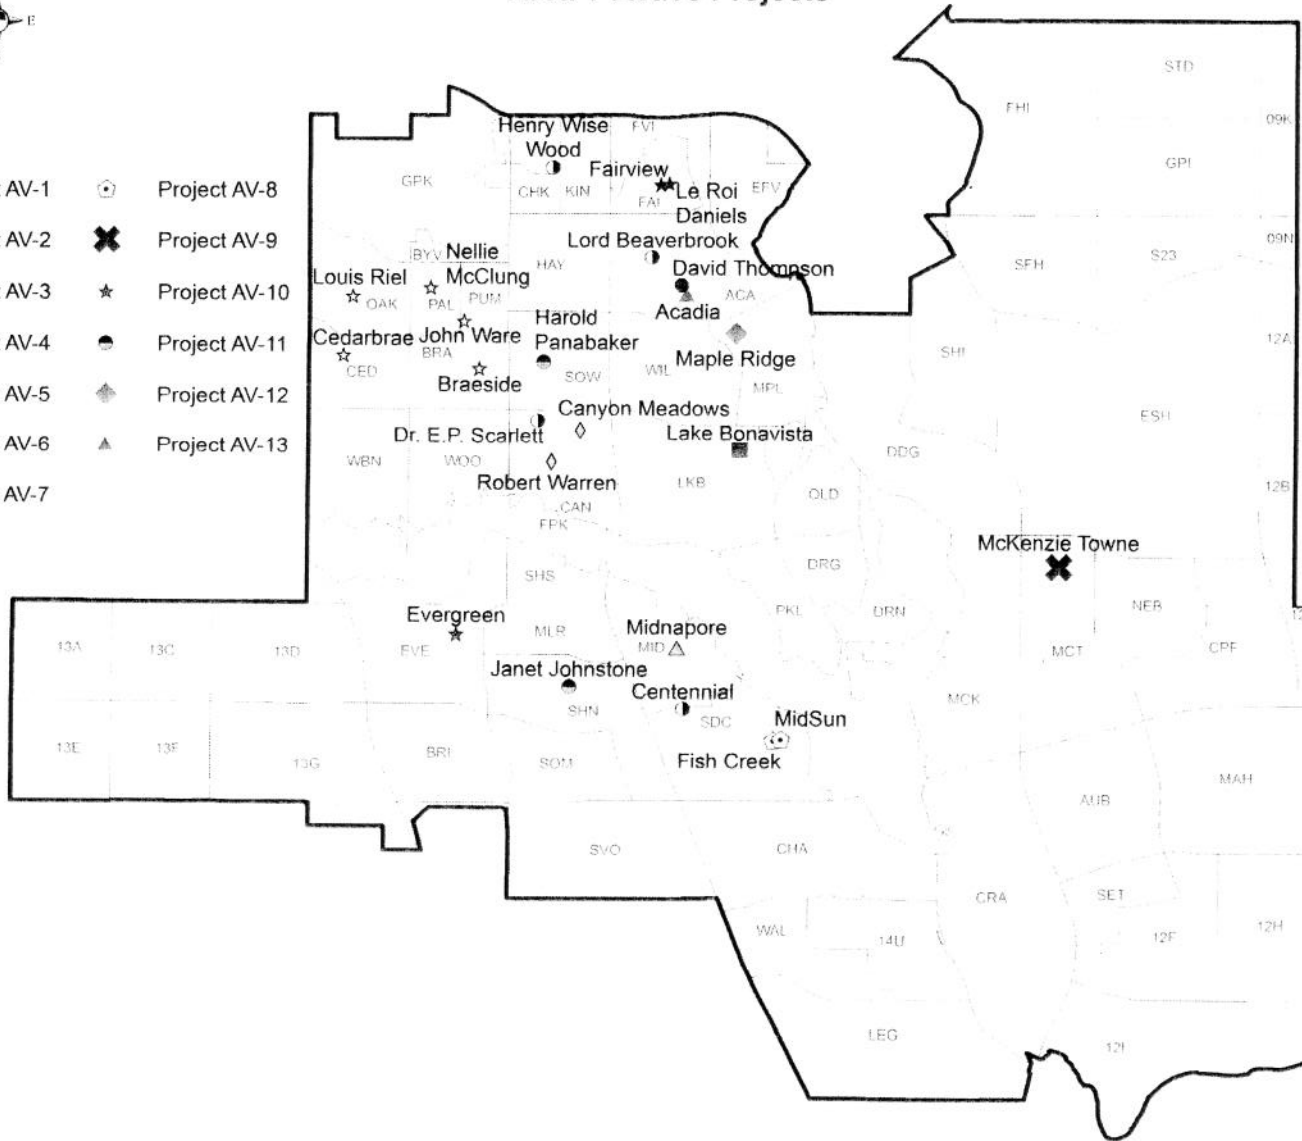 E
STD
FHI
09K
Henry Wise
Wood
FVI
GPI
GPK
Fairview
AV-1
Project AV-8
CHK
KIN
FAI
Le Roi
Daniels
EFV
AV-2
Project AV-9
Lord Beaverbrook
09N
BYV
Nellie
McClung
HAY
S23
SFH
Louis Riel
David Thompson
AV-3
Project AV-10
OAK
PAL
PUM
ACA
Acadia
Harold
Panabaker
Cedarbrae
John Ware
12A
AV-4
Project AV-11
BRA
SHI
Maple Ridge
CED
WIL
SOW
Braeside
MPL
AV-5
Project AV-12
Canyon Meadows
ESH
Dr. E.P. Scarlett
Lake Bonavista
AV-6
Project AV-13
DDG
WBN
WOO
Robert Warren
LKB
12B
AV-7
QLD
CAN
FPK
McKenzie Towne
DRG
SHS
NEB
Evergreen
PKL
DRN
MLR
Midnapore
13A
13C
13D
EVE
MID
MCT
CPF
Janet Johnstone
Centennial
MCK
SHN
SDC
MidSun
13E
13F
13G
BRI
SOM
Fish Creek
MAH
AUB
SVO
CHA
CRA
SET
WAL
14U
12F
12H
LEG
12I